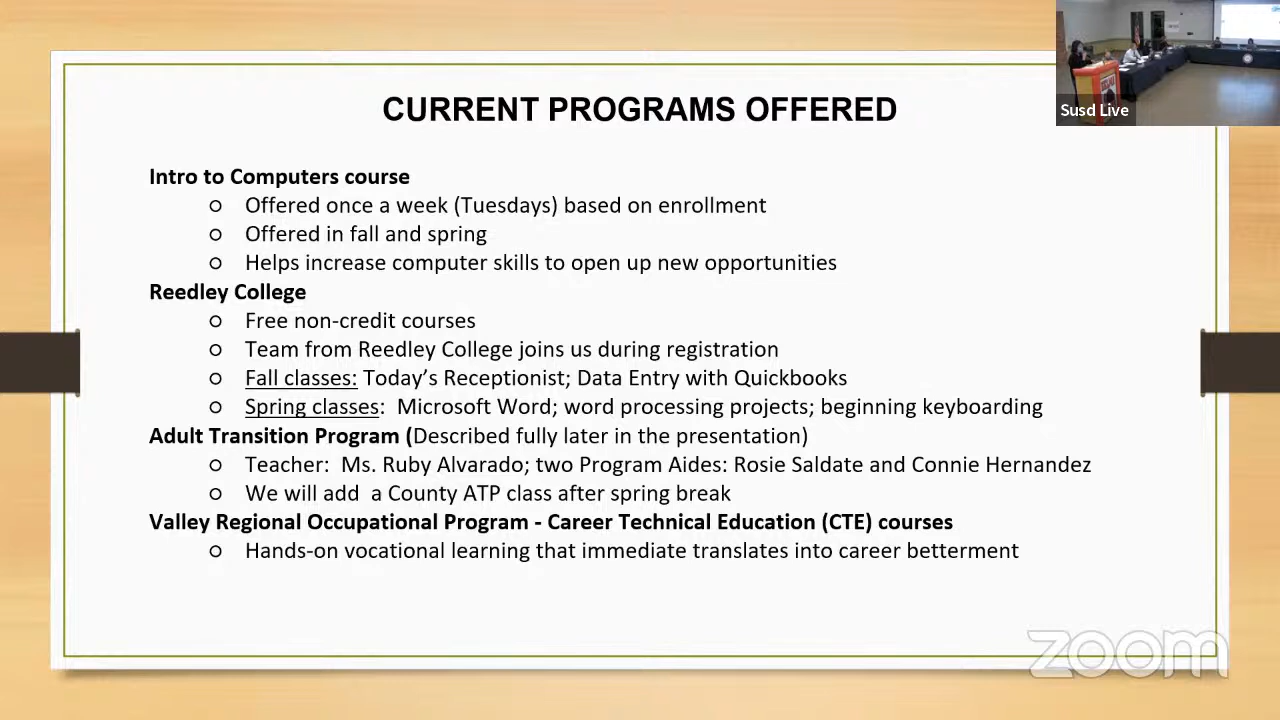 CURRENT PROGRAMS OFFERED
Susd Live
Intro to Computers course
○ Offered once a week (Tuesdays) based on enrollment
○ Offered in fall and spring
○ Helps increase computer skills to open up new opportunities
Reedley College
○ Free non-credit courses
○ Team from Reedley College joins us during registration
○ Fall classes: Today’s Receptionist; Data Entry with Quickbooks
○ Spring classes:  Microsoft Word; word processing projects; beginning keyboarding
Adult Transition Program (Described fully later in the presentation)
○ Teacher:  Ms. Ruby Alvarado; two Program Aides: Rosie Saldate and Connie Hernandez
○ We will add  a County ATP class after spring break
Valley Regional Occupational Program - Career Technical Education (CTE) courses
○ Hands-on vocational learning that immediate translates into career betterment
zoom